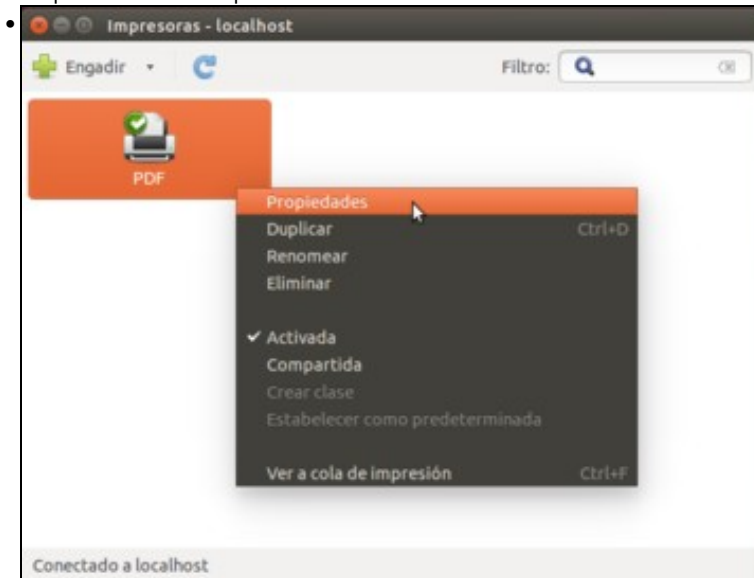 Impresoras - localhost
Engadir
Filtro:
PDF
Propiedades
Duplicar Ctrl+D
Renomear
Eliminar
Activada
Compartida
Crear clase
Estabelecer como predeterminada
Ver a cola de impresión Ctrl+F
Conectado a localhost